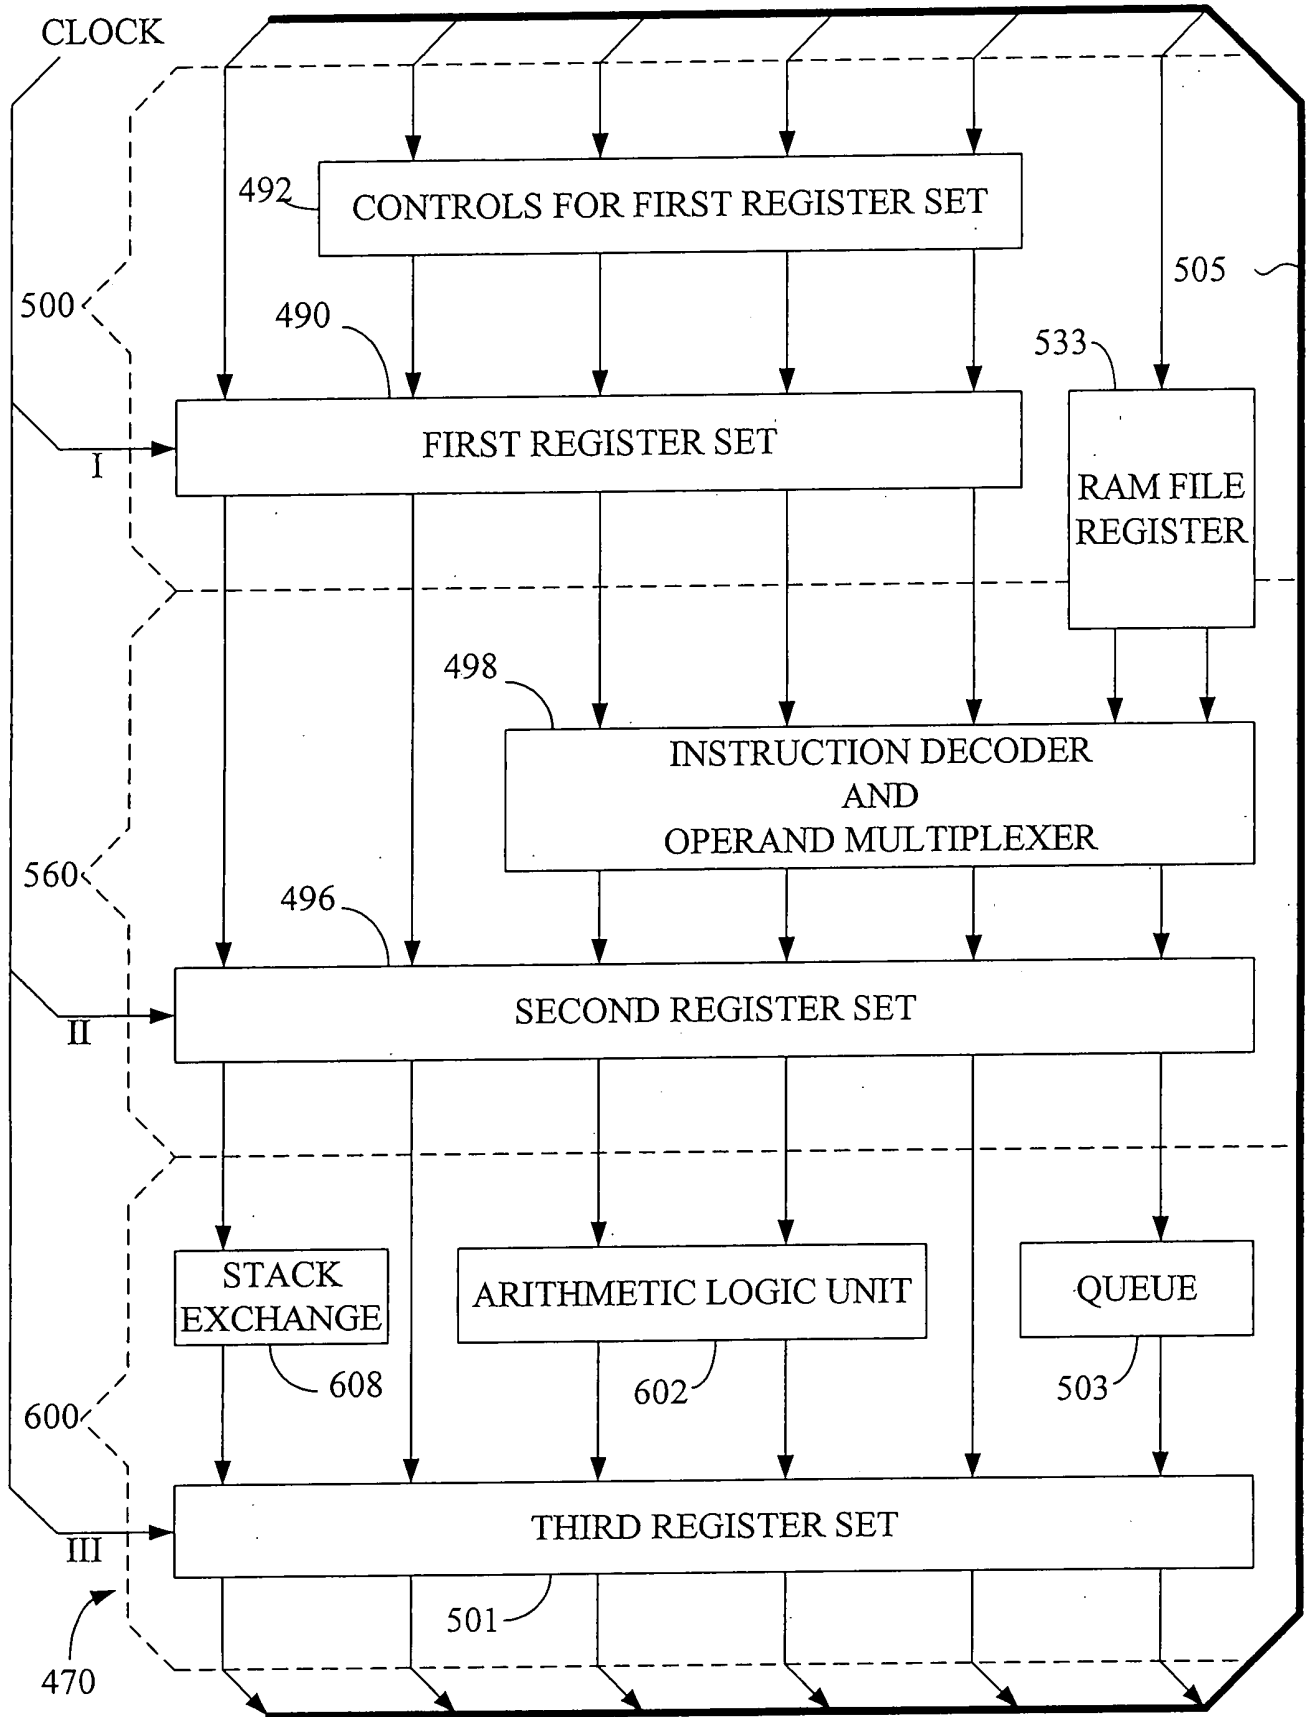 CLOCK
492
CONTROLS FOR FIRST REGISTER SET
505
500
490
533
FIRST REGISTER SET
I
RAM FILE
REGISTER
498
INSTRUCTION DECODER
AND
OPERAND MULTIPLEXER
560
496
SECOND REGISTER SET
II
STACK
EXCHANGE
ARITHMETIC LOGIC UNIT
QUEUE
608
602
503
600
THIRD REGISTER SET
III
501
470